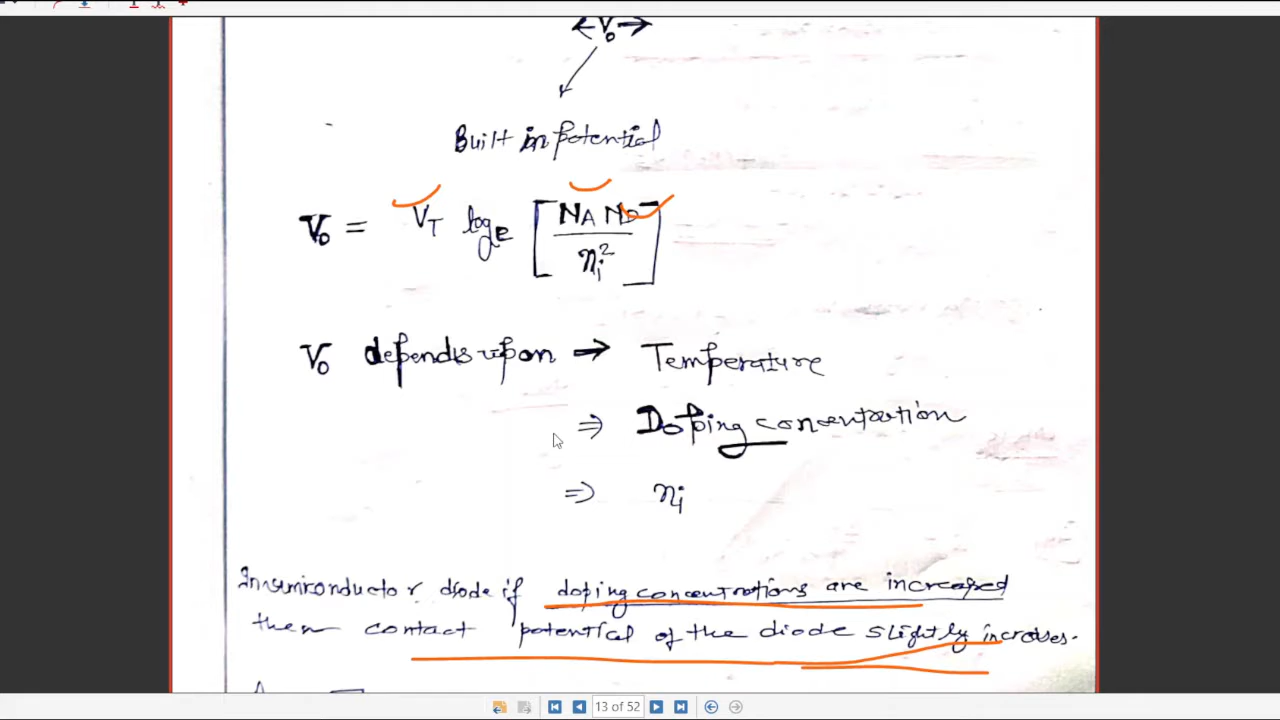 V₀
Built in potential
V₀ = V_T log_e [ N_A N_D / n_i² ]
V₀ depends upon → Temperature
⇒ Doping concentration
⇒ n_i
In semiconductor diode if doping concentrations are increased
then contact potential of the diode slightly increases.
13 of 52